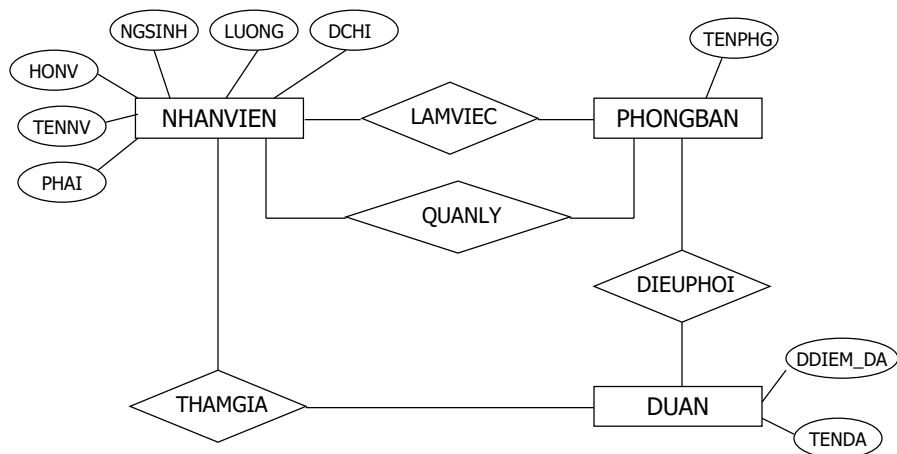 NGSINH
LUONG
DCHI
TENPHG
HONV
TENNV
PHAI
NHANVIEN
LAMVIEC
PHONGBAN
QUANLY
DIEUPHOI
DDIEM_DA
THAMGIA
DUAN
TENDA